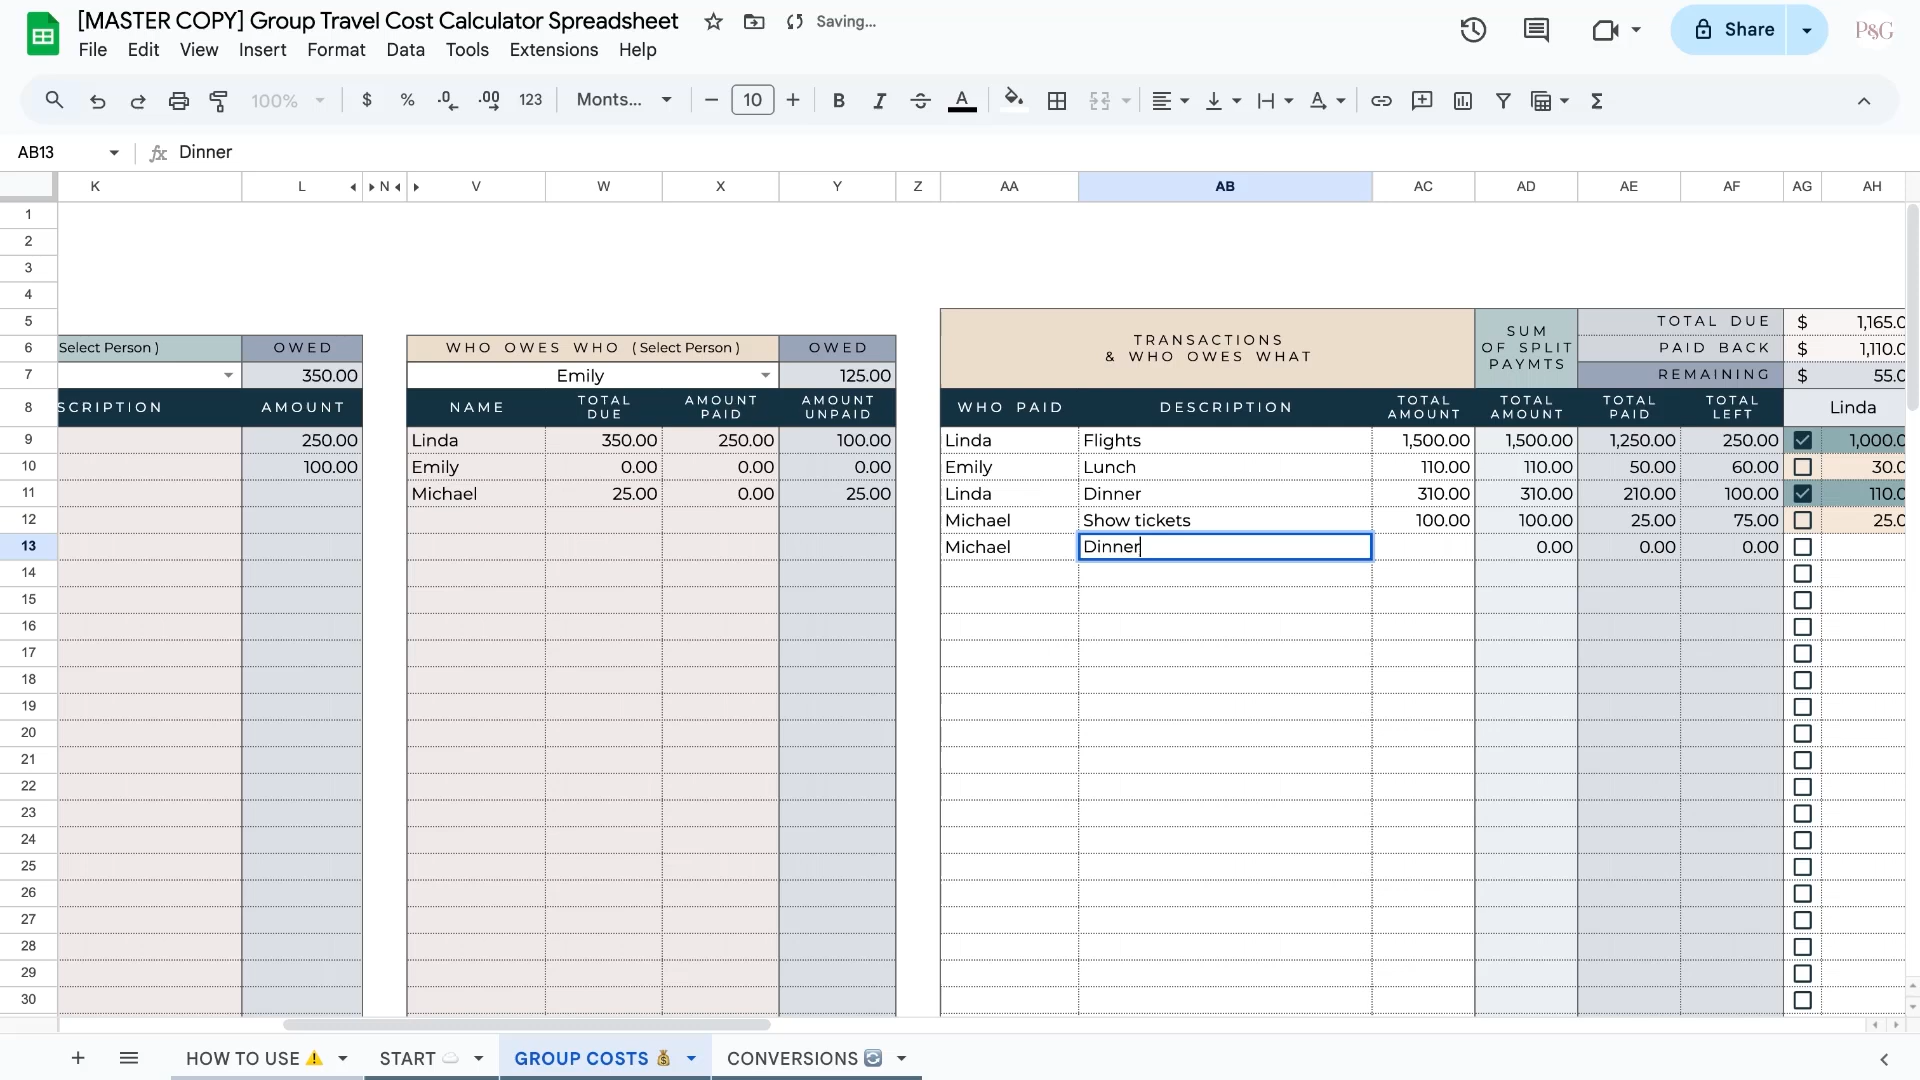 [MASTER COPY] Group Travel Cost Calculator Spreadsheet Saving...
File Edit View Insert Format Data Tools Extensions Help
Share
P&G
100% $ % .0 .00 123 Monts... 10 B I A
AB13 fx Dinner
K L N V W X Y Z AA AB AC AD AE AF AG AH
1
2
3
4
5 TRANSACTIONS & WHO OWES WHAT SUM OF SPLIT PAYMTS TOTAL DUE $ 1,165.0
6 Select Person ) OWED WHO OWES WHO ( Select Person ) OWED PAID BACK $ 1,110.0
7 350.00 Emily 125.00 REMAINING $ 55.0
8 SCRIPTION AMOUNT NAME TOTAL DUE AMOUNT PAID AMOUNT UNPAID WHO PAID DESCRIPTION TOTAL AMOUNT TOTAL AMOUNT TOTAL PAID TOTAL LEFT Linda
9 250.00 Linda 350.00 250.00 100.00 Linda Flights 1,500.00 1,500.00 1,250.00 250.00 1,000.0
10 100.00 Emily 0.00 0.00 0.00 Emily Lunch 110.00 110.00 50.00 60.00 30.0
11 Michael 25.00 0.00 25.00 Linda Dinner 310.00 310.00 210.00 100.00 110.0
12 Michael Show tickets 100.00 100.00 25.00 75.00 25.0
13 Michael Dinner 0.00 0.00 0.00
14
15
16
17
18
19
20
21
22
23
24
25
26
27
28
29
30
HOW TO USE START GROUP COSTS CONVERSIONS